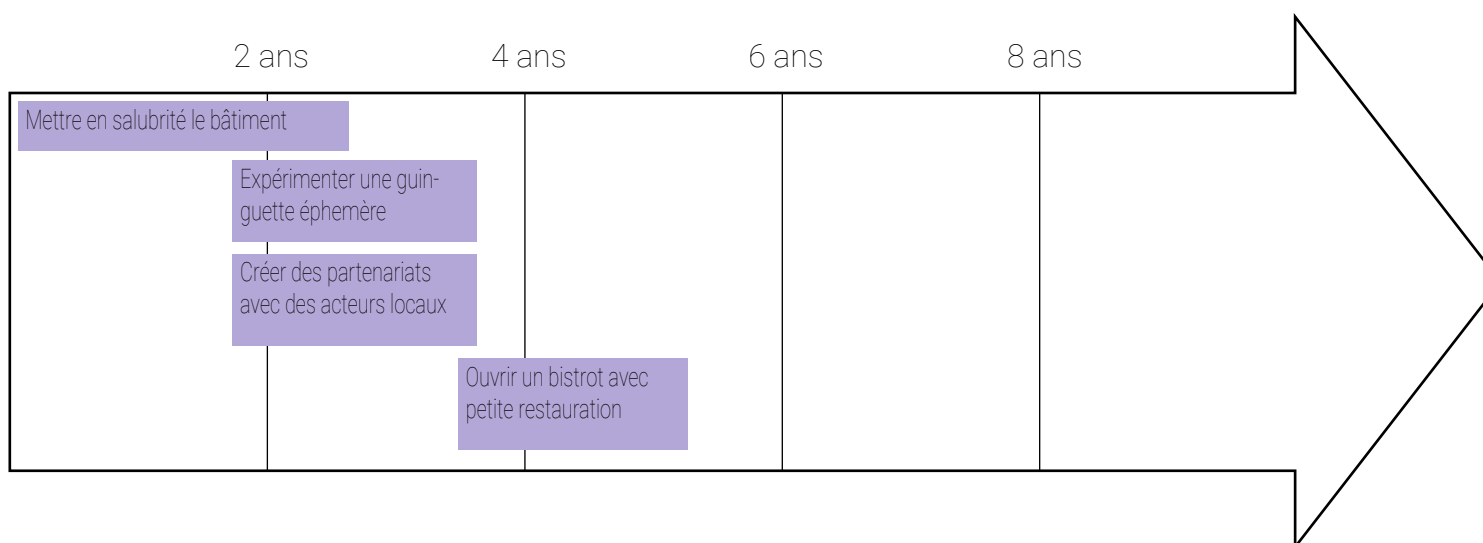 2 ans
4 ans
6 ans
8 ans
Mettre en salubrité le bâtiment
Expérimenter une guin-
guette éphemère
Créer des partenariats
avec des acteurs locaux
Ouvrir un bistrot avec
petite restauration